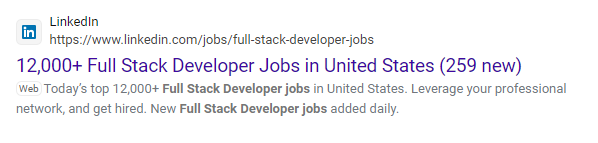 LinkedIn
https://www.linkedin.com/jobs/full-stack-developer-jobs
12,000+ Full Stack Developer Jobs in United States (259 new)
Web Today's top 12,000+ Full Stack Developer jobs in United States. Leverage your professional
network, and get hired. New Full Stack Developer jobs added daily.